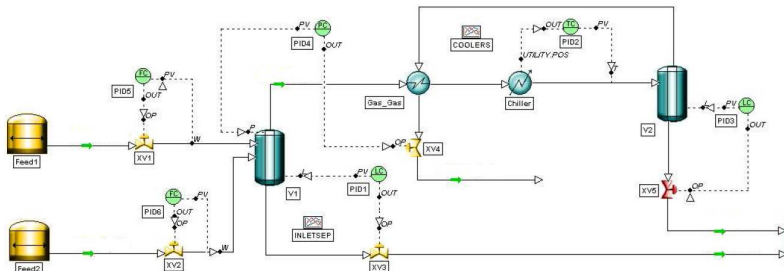 PC
PV
PID4
OUT
COOLERS
OUT
TC
PV
PID2
UTILITY.POS
FC
PV
PID5
OUT
OP
Gas_Gas
Chiller
T
L
PV
LC
V2
PID3
OUT
P
W
Feed1
XV1
OP
XV4
L
PV
LC
V1
PID1
OUT
OP
XV5
FC
PV
PID6
OUT
OP
INLETSEP
OP
W
Feed2
XV2
XV3